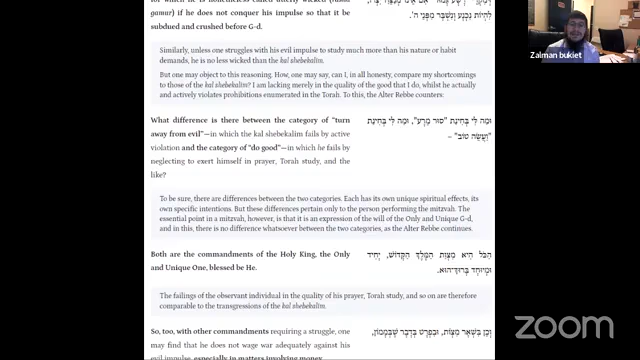 for which he is nonetheless called utterly wicked (rasha
gamur) if he does not conquer his impulse so that it be
subdued and crushed before G-d.
לִהְיוֹת נִכְנָע וְנִשְׁבָּר מִפְּנֵי ה'.
Similarly, unless one struggles with his evil impulse to study much more than his nature or habit
demands, he is no less wicked than the kal shebekalim.
But one may object to this reasoning. How, one may say, can I, in all honesty, compare my shortcomings
to those of the kal shebekalim? I am lacking merely in the quality of the good that I do, whilst he actually
and actively violates prohibitions enumerated in the Torah. To this, the Alter Rebbe counters:
What difference is there between the category of "turn
away from evil"—in which the kal shebekalim fails by active
violation and the category of "do good"—in which he fails by
neglecting to exert himself in prayer, Torah study, and the
like?
וּמַה לִּי בְּחִינַת "סוּר מֵרָע", וּמַה לִּי בְּחִינַת
"וַעֲשֵׂה טוֹב" –
To be sure, there are differences between the two categories. Each has its own unique spiritual effects, its
own specific intentions. But these differences pertain only to the person performing the mitzvah. The
essential point in a mitzvah, however, is that it is an expression of the will of the Only and Unique G-d,
and in this, there is no difference whatsoever between the two categories, as the Alter Rebbe continues.
Both are the commandments of the Holy King, the Only
and Unique One, blessed be He.
הַכֹּל הִיא מִצְוַת הַמֶּלֶךְ הַקָּדוֹשׁ, יָחִיד
וּמְיוּחָד בָּרוּךְ-הוּא.
The failings of the observant individual in the quality of his prayer, Torah study, and so on are therefore
comparable to the transgressions of the kal shebekalim.
So, too, with other commandments requiring a struggle, one
may find that he does not wage war adequately against his
evil impulse, especially in matters involving money,
וְכֵן בִּשְׁאָר מִצְוֹת, וּבִפְרָט בְּדָבָר שֶׁבְּמָמוֹן,
Zalman bukiet
zoom